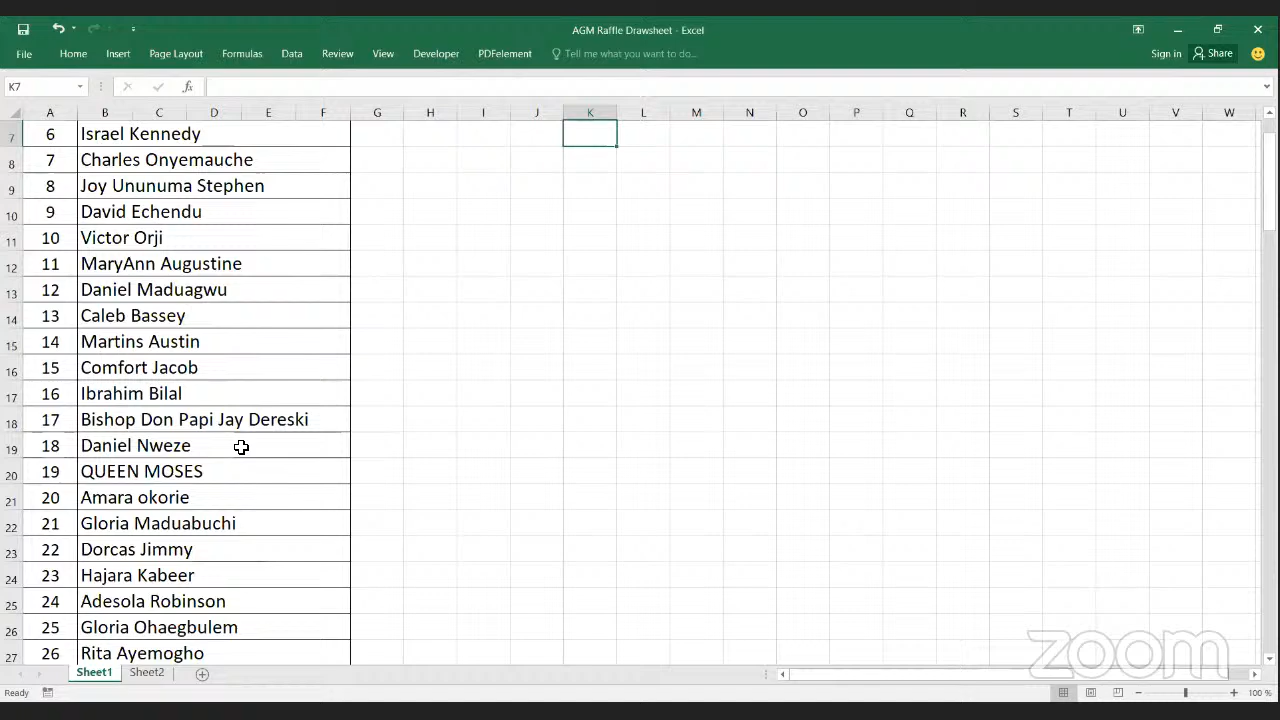 AGM Raffle Drawsheet - Excel
File Home Insert Page Layout Formulas Data Review View Developer PDFelement Tell me what you want to do... Sign in Share
K7 fx
A B C D E F G H I J K L M N O P Q R S T U V W
7 6 Israel Kennedy
8 7 Charles Onyemauche
9 8 Joy Ununuma Stephen
10 9 David Echendu
11 10 Victor Orji
12 11 MaryAnn Augustine
13 12 Daniel Maduagwu
14 13 Caleb Bassey
15 14 Martins Austin
16 15 Comfort Jacob
17 16 Ibrahim Bilal
18 17 Bishop Don Papi Jay Dereski
19 18 Daniel Nweze
20 19 QUEEN MOSES
21 20 Amara okorie
22 21 Gloria Maduabuchi
23 22 Dorcas Jimmy
24 23 Hajara Kabeer
25 24 Adesola Robinson
26 25 Gloria Ohaegbulem
27 26 Rita Ayemogho
zoom
Sheet1 Sheet2
Ready 100 %